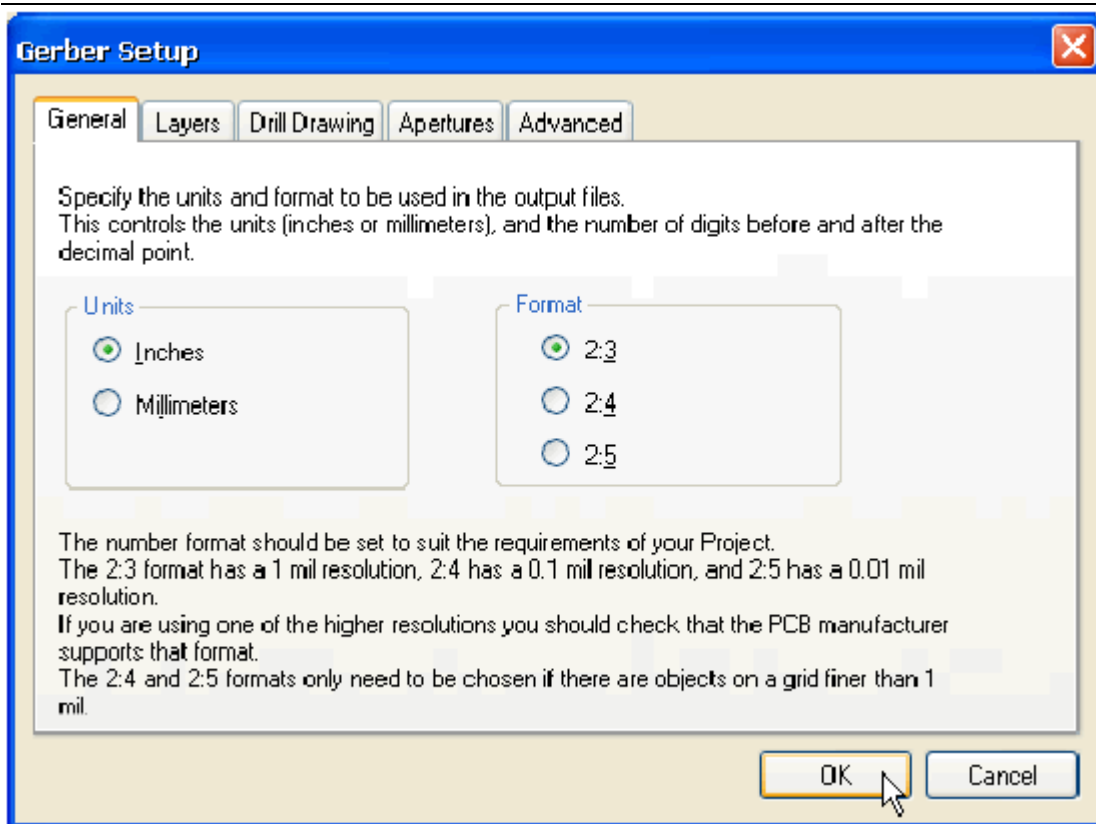 Gerber Setup
General Layers Drill Drawing Apertures Advanced
Specify the units and format to be used in the output files.
This controls the units (inches or millimeters), and the number of digits before and after the
decimal point.
Units
Inches
Millimeters
Format
2:3
2:4
2:5
The number format should be set to suit the requirements of your Project.
The 2:3 format has a 1 mil resolution, 2:4 has a 0.1 mil resolution, and 2:5 has a 0.01 mil
resolution.
If you are using one of the higher resolutions you should check that the PCB manufacturer
supports that format.
The 2:4 and 2:5 formats only need to be chosen if there are objects on a grid finer than 1
mil.
OK Cancel